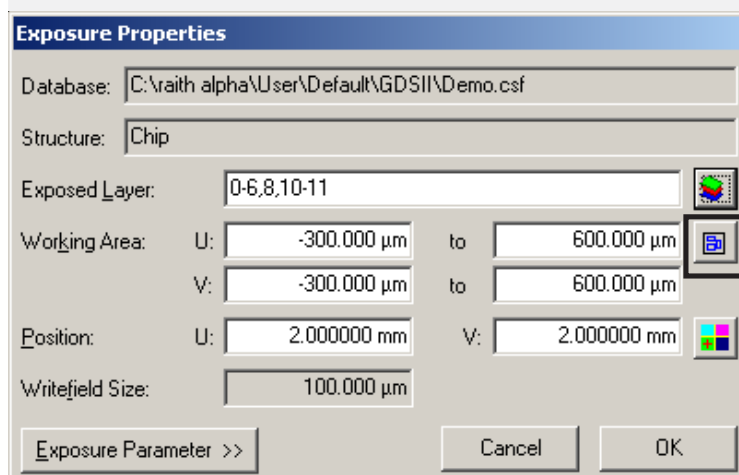 Exposure Properties
Database: C:\raith alpha\User\Default\GDSII\Demo.csf
Structure: Chip
Exposed Layer: 0-6,8,10-11
Working Area: U: -300.000 µm to 600.000 µm
V: -300.000 µm to 600.000 µm
Position: U: 2.000000 mm V: 2.000000 mm
Writefield Size: 100.000 µm
Exposure Parameter >> Cancel OK